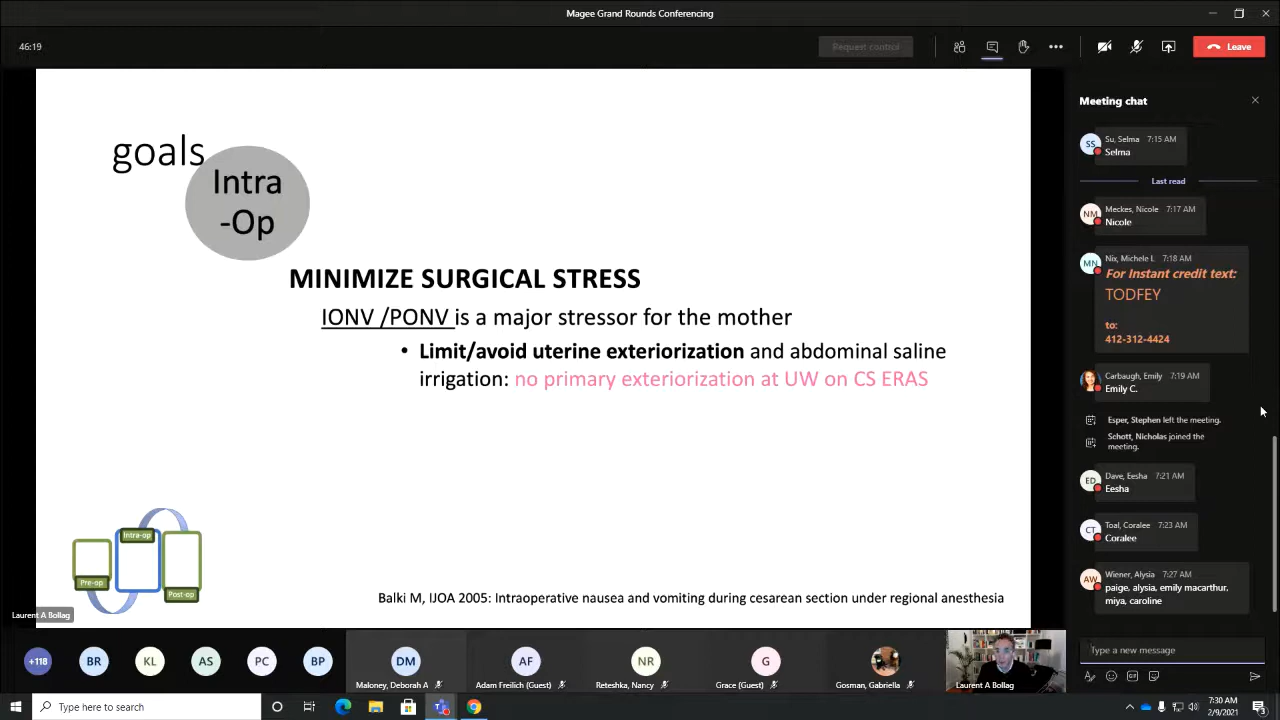 Magee Grand Rounds Conferencing
46:19
Request control
Leave
goals
Intra
-Op
MINIMIZE SURGICAL STRESS
IONV /PONV is a major stressor for the mother
• Limit/avoid uterine exteriorization and abdominal saline
irrigation: no primary exteriorization at UW on CS ERAS
Intra-op
Pre-op
Post-op
Balki M, IJOA 2005: Intraoperative nausea and vomiting during cesarean section under regional anesthesia
Laurent A Bollag
Meeting chat
SS
Su, Selma 7:15 AM
Selma
Last read
NM
Meckes, Nicole 7:17 AM
Nicole
MN
Nix, Michele I. 7:18 AM
For Instant credit text:
TODFEY
to:
412-312-4424
Carbaugh, Emily 7:19 AM
Emily C.
Esper, Stephen left the meeting.
Schott, Nicholas joined the
meeting.
ED
Dave, Eesha 7:21 AM
Eesha
CT
Toal, Coralee 7:23 AM
Coralee
AW
Wiener, Alysia 7:27 AM
paige, alysia, emily macarthur,
miya, caroline
Type a new message
+118
BR
KL
AS
PC
BP
DM
Maloney, Deborah A
AF
Adam Freilich (Guest)
NR
Reteshka, Nancy
G
Grace (Guest)
Gosman, Gabriella
Laurent A Bollag
Type here to search
7:30 AM
2/9/2021